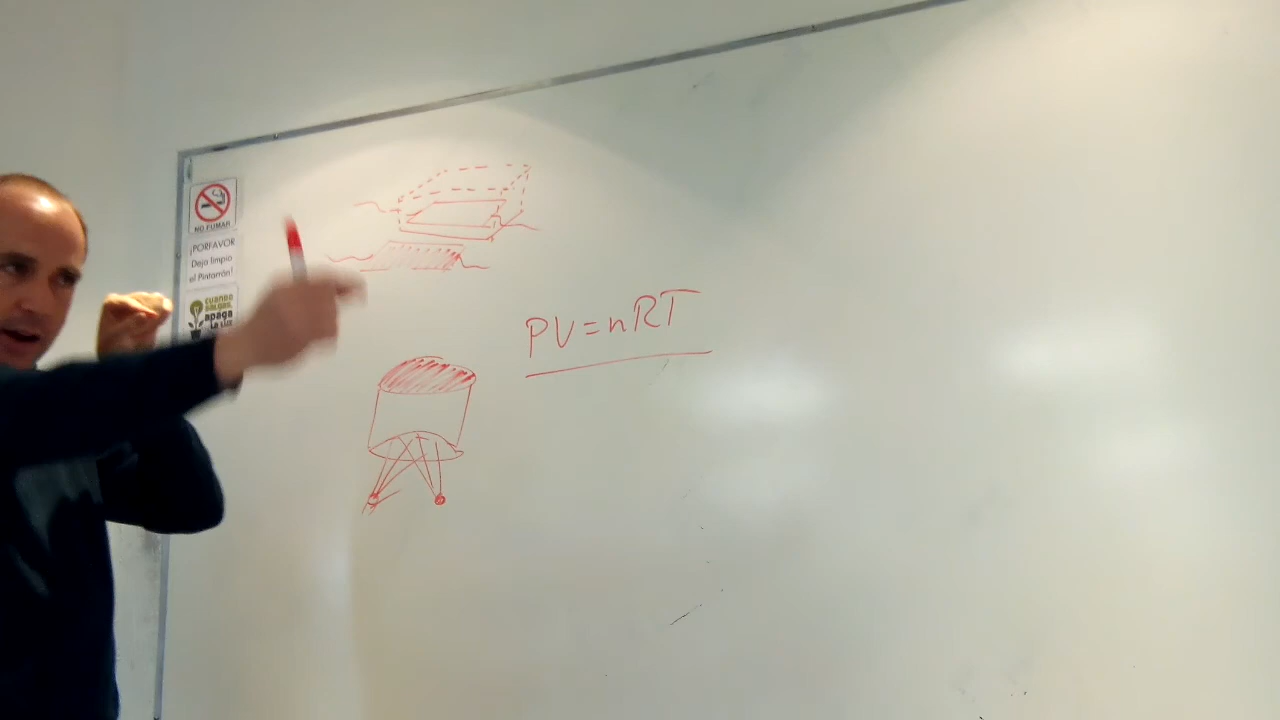 NO FUMAR
¡PORFAVOR
Deja limpio
el Pintarrón!
CUANDO
SALGAS,
apaga
LA LUZ
PV=nRT